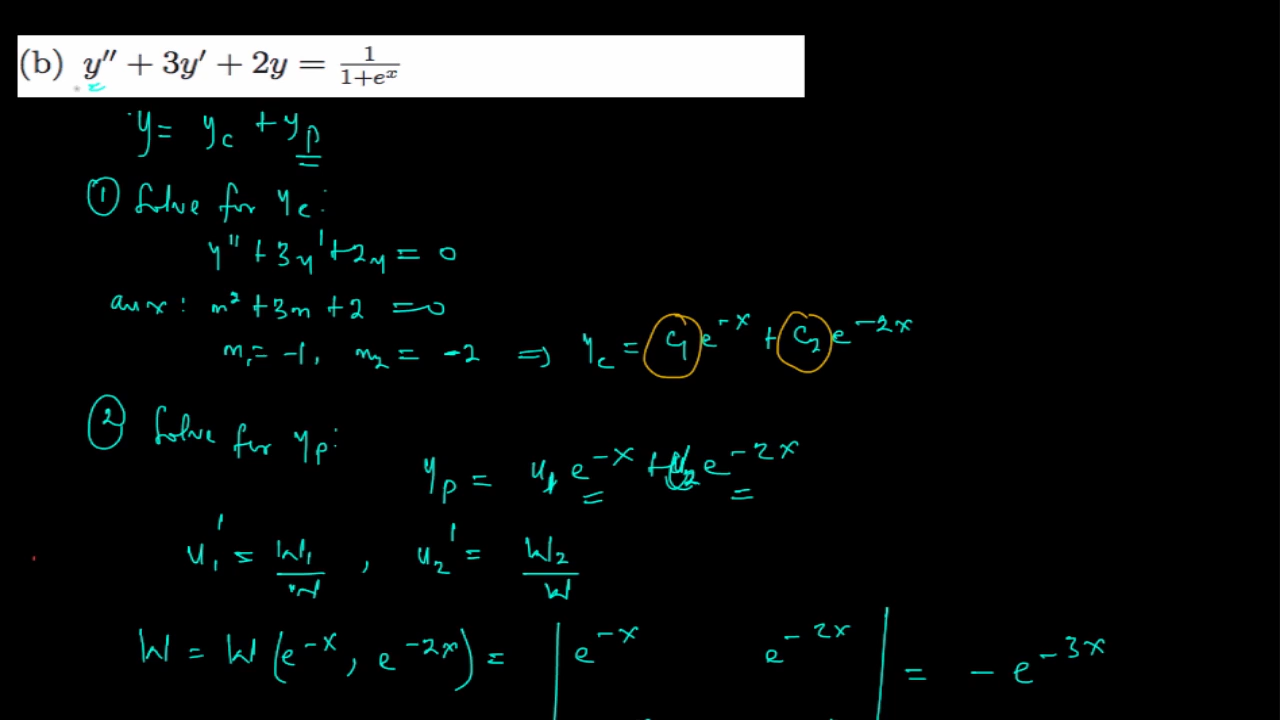 (b) y'' + 3y' + 2y = 1/(1+e^x)
y = y_c + y_p
① Solve for y_c:
y'' + 3y' + 2y = 0
aux: m² + 3m + 2 = 0
m₁ = -1, m₂ = -2 ⇒ y_c = C₁e^{-x} + C₂e^{-2x}
② Solve for y_p:
y_p = u₁e^{-x} + u₂e^{-2x}
u₁' = W₁/W, u₂' = W₂/W
W = W(e^{-x}, e^{-2x}) = | e^{-x} e^{-2x} | = -e^{-3x}